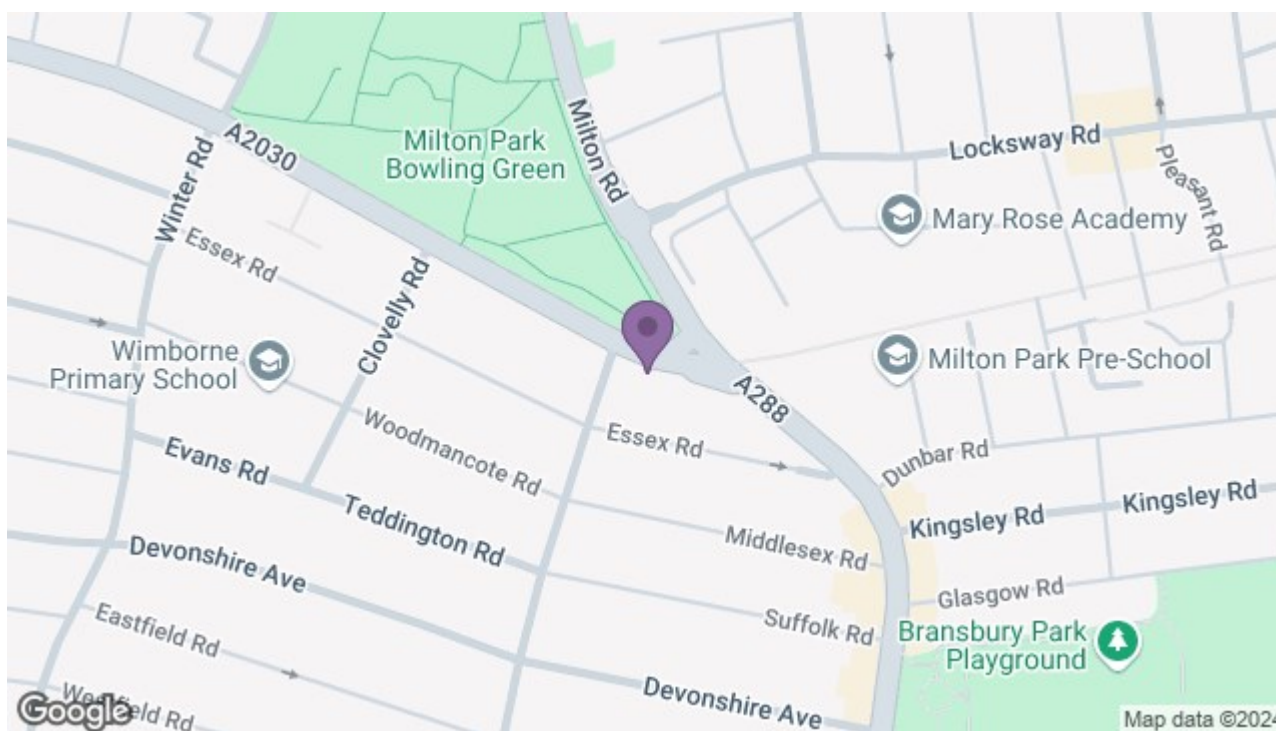 A2030
Milton Park
Bowling Green
Milton Rd
Locksway Rd
Pleasant Rd
Winter Rd
Mary Rose Academy
Essex Rd
Clovelly Rd
Wimborne
Primary School
Milton Park Pre-School
A288
Woodmancote Rd
Essex Rd
Dunbar Rd
Evans Rd
Teddington Rd
Kingsley Rd
Kingsley Rd
Middlesex Rd
Devonshire Ave
Glasgow Rd
Eastfield Rd
Suffolk Rd
Bransbury Park
Playground
Westfield Rd
Devonshire Ave
Google
Map data ©2024